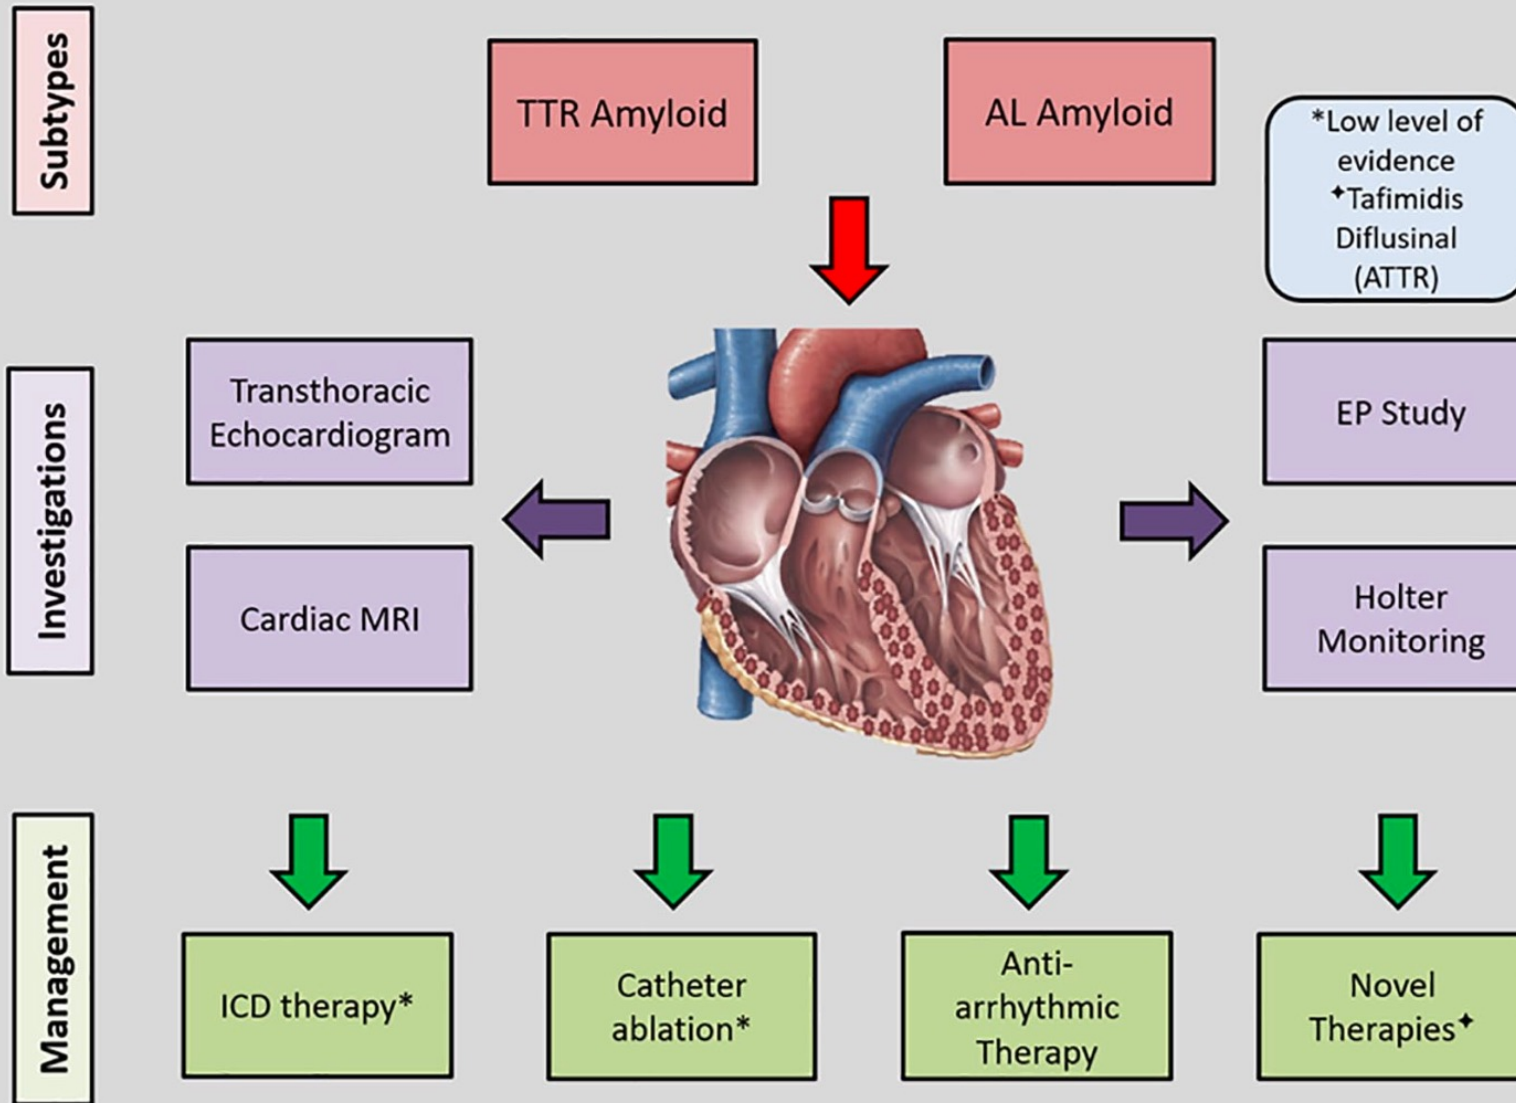 Subtypes
TTR Amyloid
AL Amyloid
*Low level of
evidence
✦Tafimidis
Diflusinal
(ATTR)
Investigations
Transthoracic
Echocardiogram
Cardiac MRI
EP Study
Holter
Monitoring
Management
ICD therapy*
Catheter
ablation*
Anti-
arrhythmic
Therapy
Novel
Therapies✦